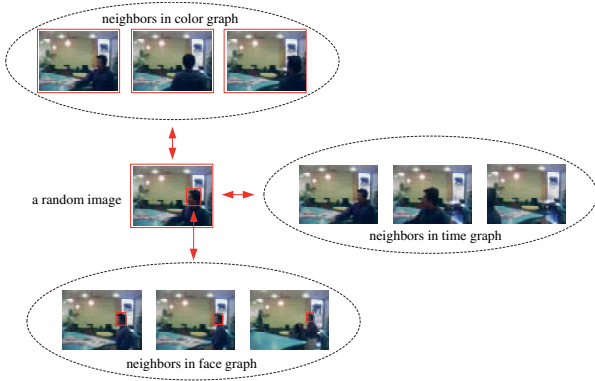 neighbors in color graph
a random image
neighbors in time graph
neighbors in face graph